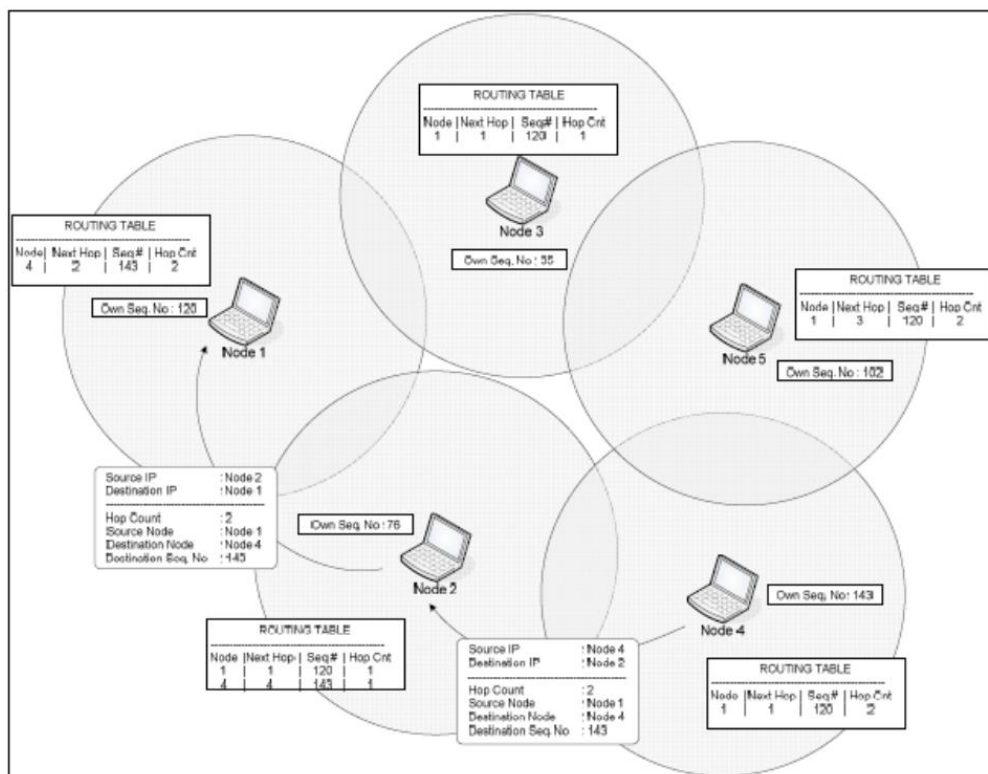 ROUTING TABLE
Node | Next Hop | Seq# | Hop Cnt
1 | 1 | 120 | 1
Node 3
Own Seq. No : 35
ROUTING TABLE
Node | Next Hop | Seq# | Hop Cnt
4 | 2 | 143 | 2
Own Seq. No : 120
Node 1
ROUTING TABLE
Node | Next Hop | Seq# | Hop Cnt
1 | 3 | 120 | 2
Node 5
Own Seq. No : 102
Source IP : Node 2
Destination IP : Node 1
Hop Count : 2
Source Node : Node 1
Destination Node : Node 4
Destination Seq. No : 143
Own Seq. No : 76
Node 2
ROUTING TABLE
Node | Next Hop | Seq# | Hop Cnt
1 | 1 | 120 | 1
4 | 4 | 143 | 1
Own Seq. No : 143
Node 4
Source IP : Node 4
Destination IP : Node 2
Hop Count : 2
Source Node : Node 1
Destination Node : Node 4
Destination Seq. No : 143
ROUTING TABLE
Node | Next Hop | Seq# | Hop Cnt
1 | 1 | 120 | 2